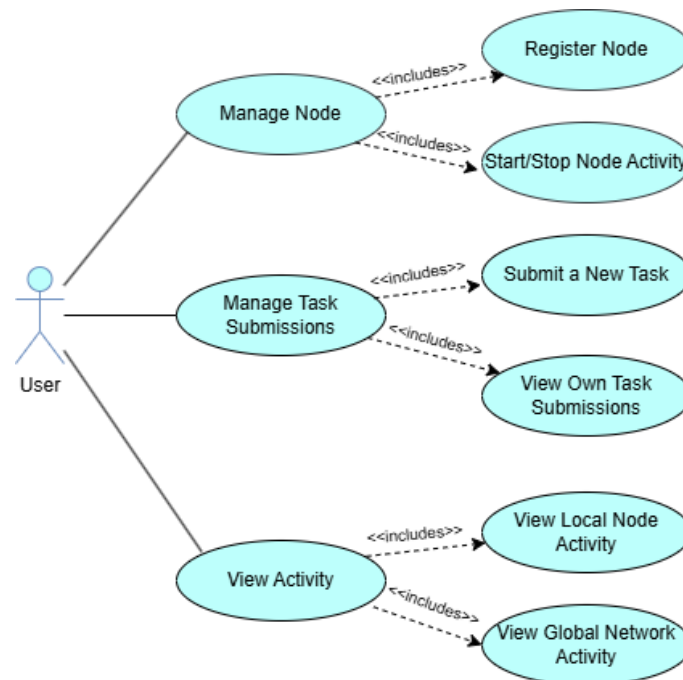 Register Node
<<includes>>
Manage Node
<<includes>>
Start/Stop Node Activity
Submit a New Task
<<includes>>
Manage Task
Submissions
<<includes>>
View Own Task
Submissions
User
View Local Node
Activity
<<includes>>
View Activity
<<includes>>
View Global Network
Activity